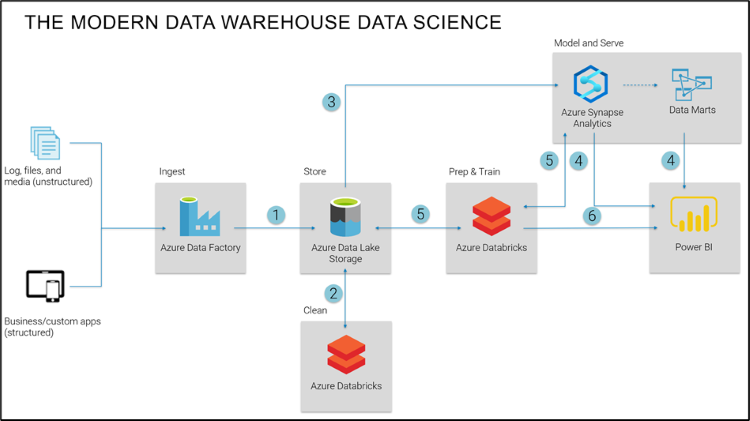 THE MODERN DATA WAREHOUSE DATA SCIENCE
Model and Serve
3
Azure Synapse
Analytics
Data Marts
Log, files, and
media (unstructured)
Ingest
Store
Prep & Train
5
4
4
1
5
6
Azure Data Factory
Azure Data Lake
Storage
Azure Databricks
Power BI
2
Clean
Business/custom apps
(structured)
Azure Databricks